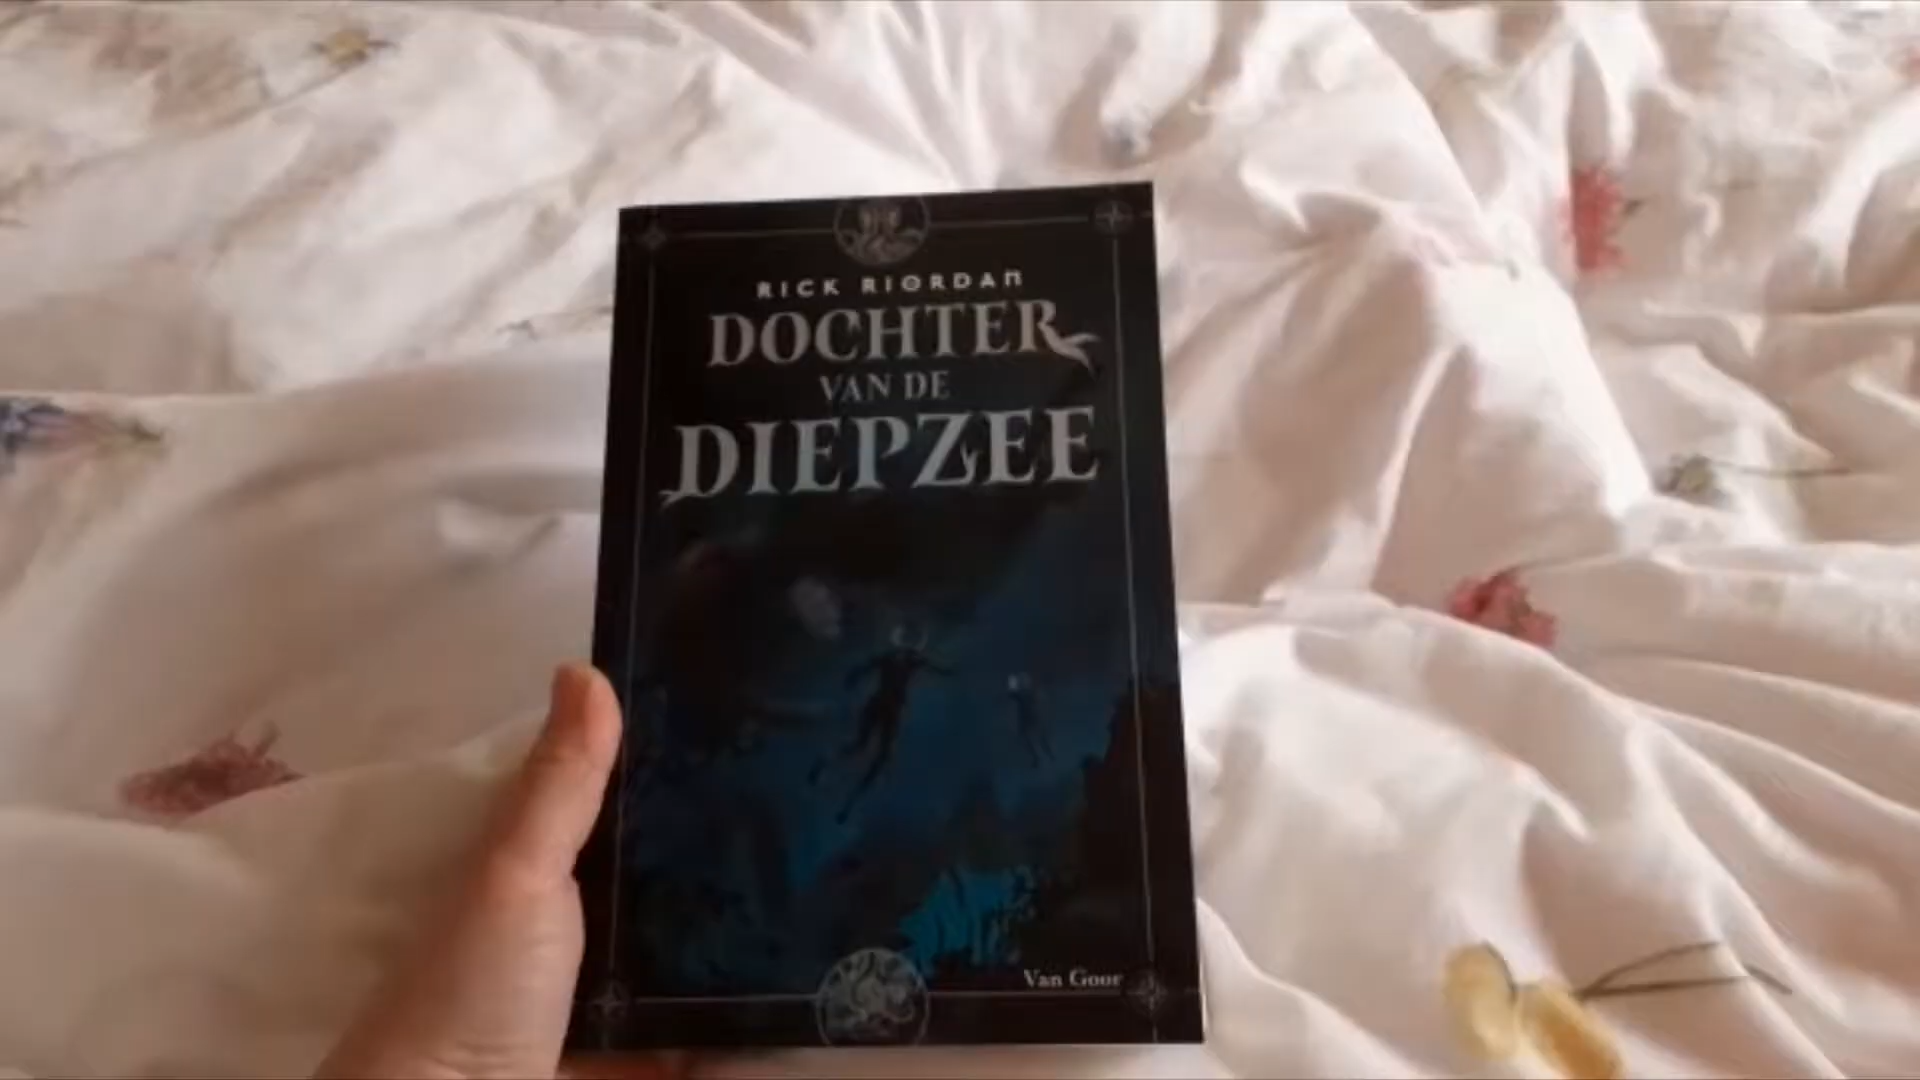 RICK RIORDAN
DOCHTER
VAN DE
DIEPZEE
Van Goor